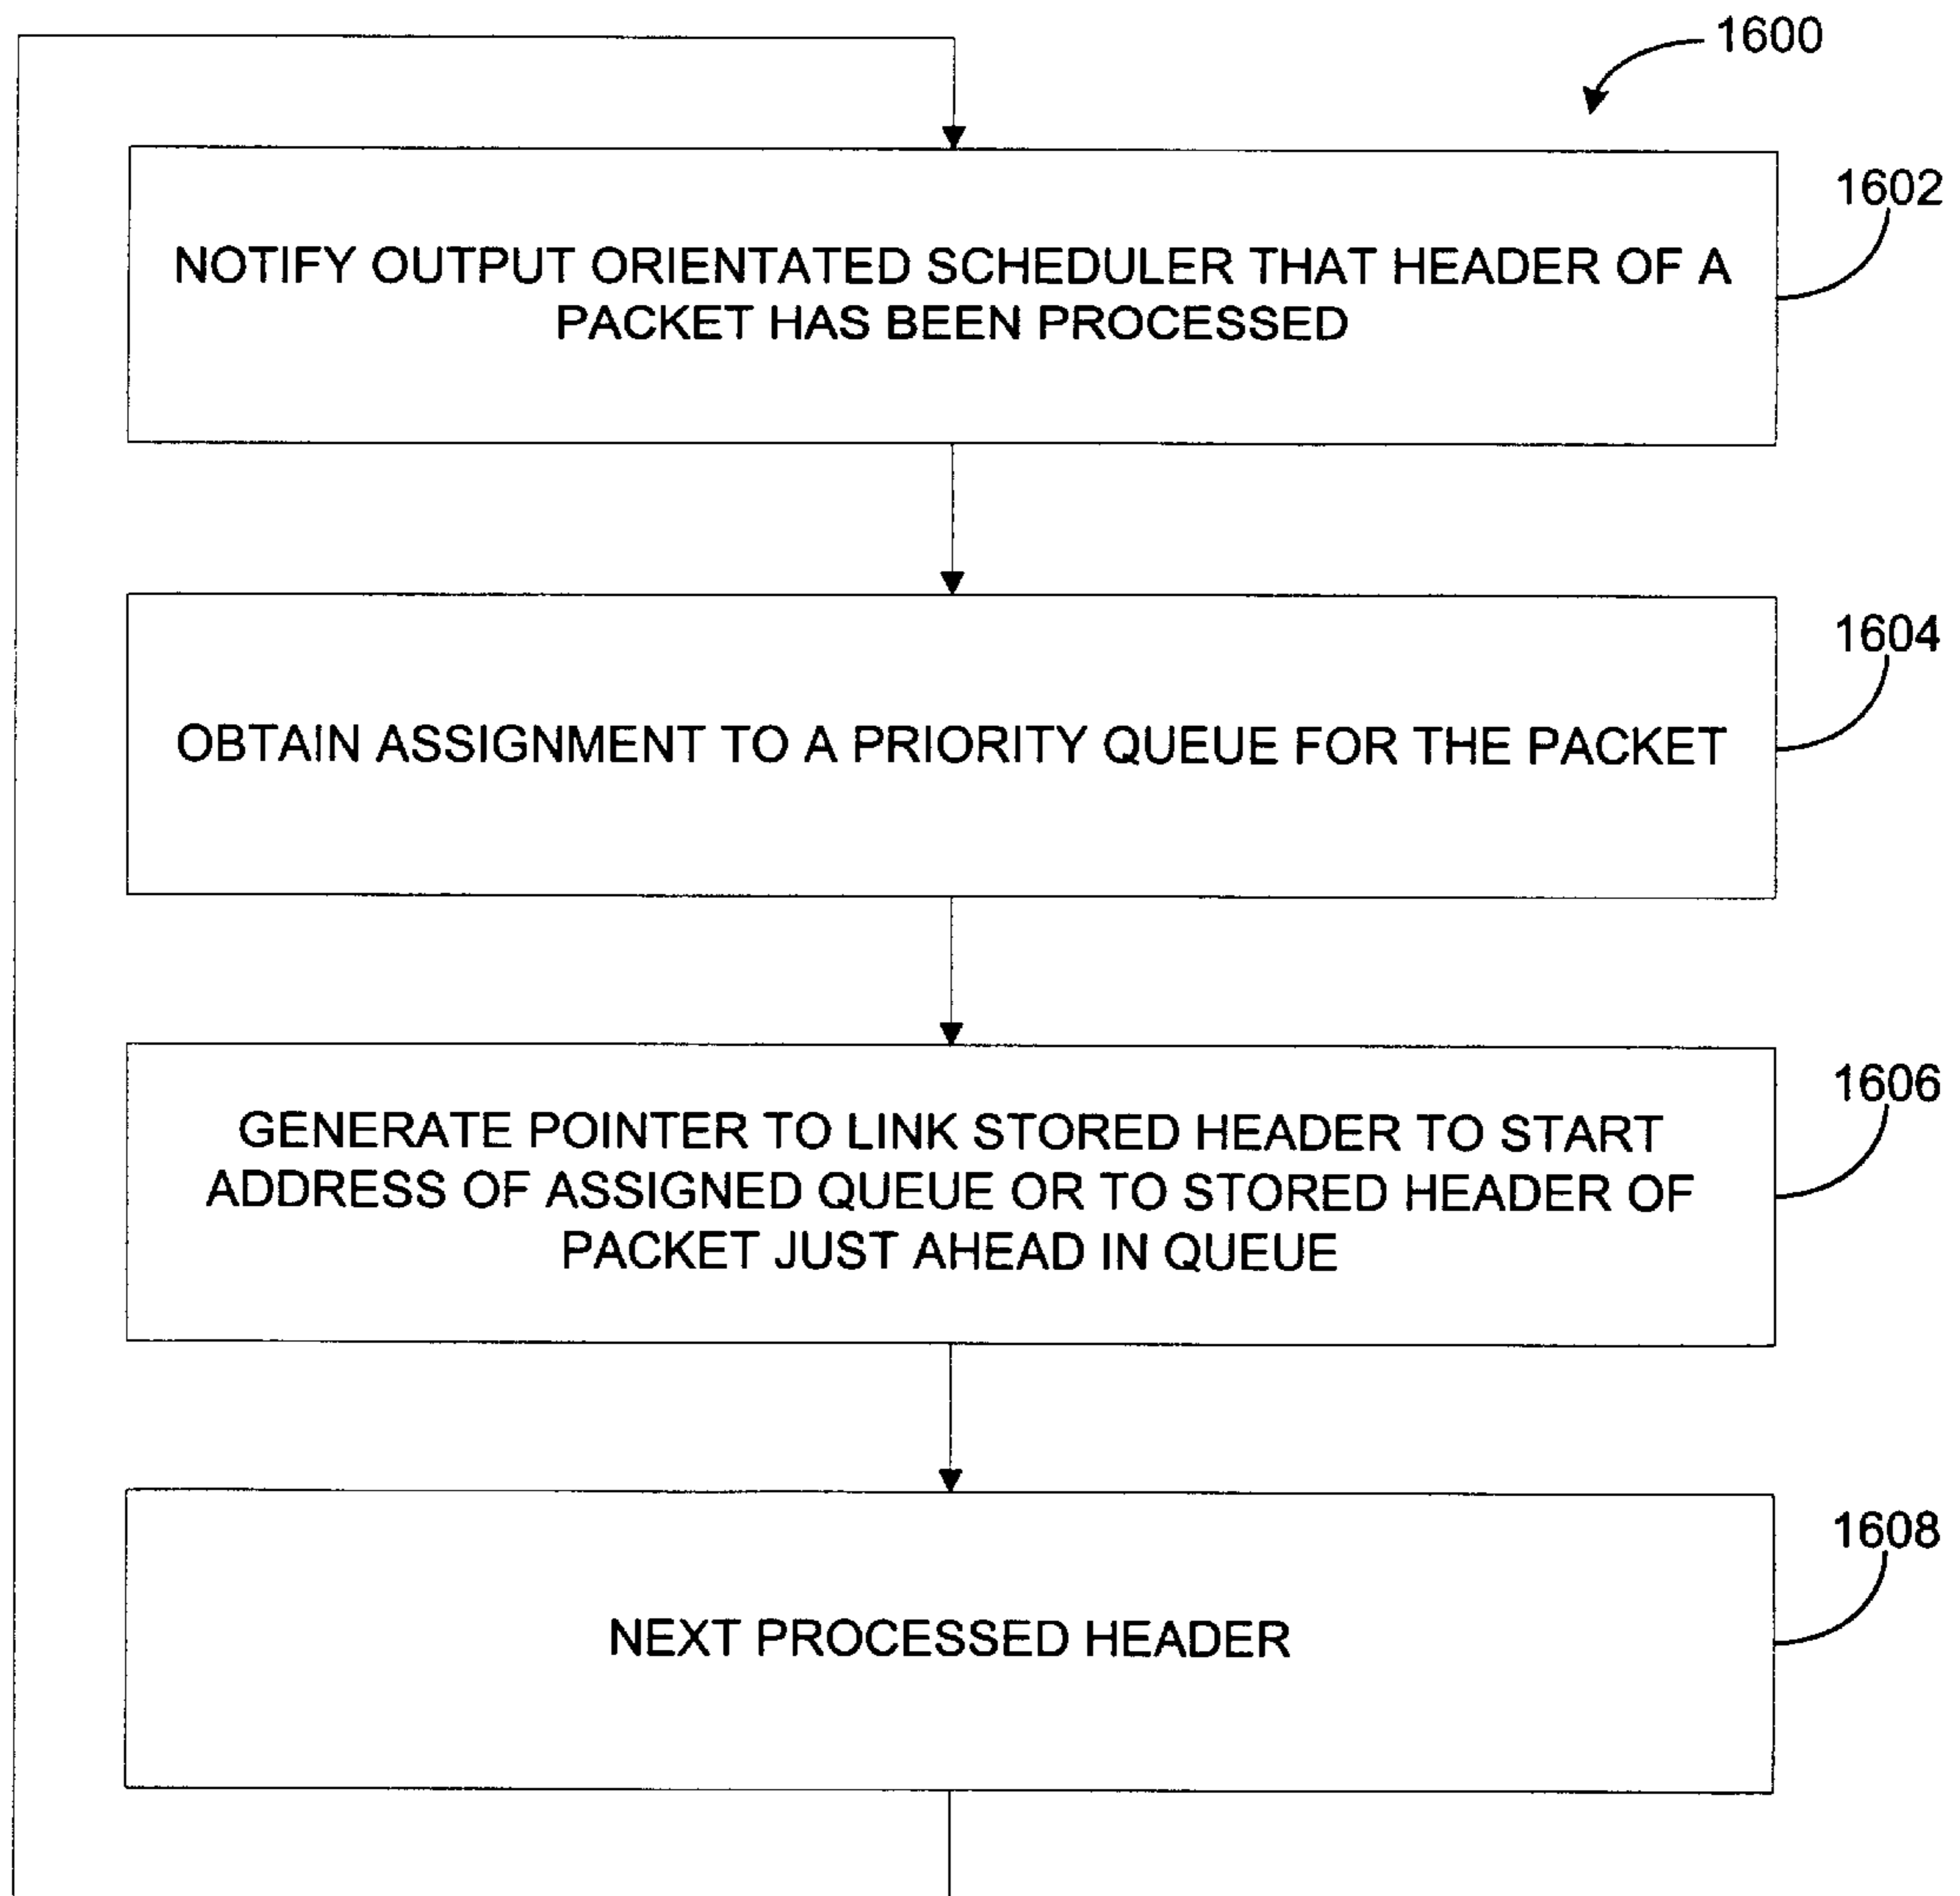 1600
1602
NOTIFY OUTPUT ORIENTATED SCHEDULER THAT HEADER OF A
PACKET HAS BEEN PROCESSED
1604
OBTAIN ASSIGNMENT TO A PRIORITY QUEUE FOR THE PACKET
1606
GENERATE POINTER TO LINK STORED HEADER TO START
ADDRESS OF ASSIGNED QUEUE OR TO STORED HEADER OF
PACKET JUST AHEAD IN QUEUE
1608
NEXT PROCESSED HEADER